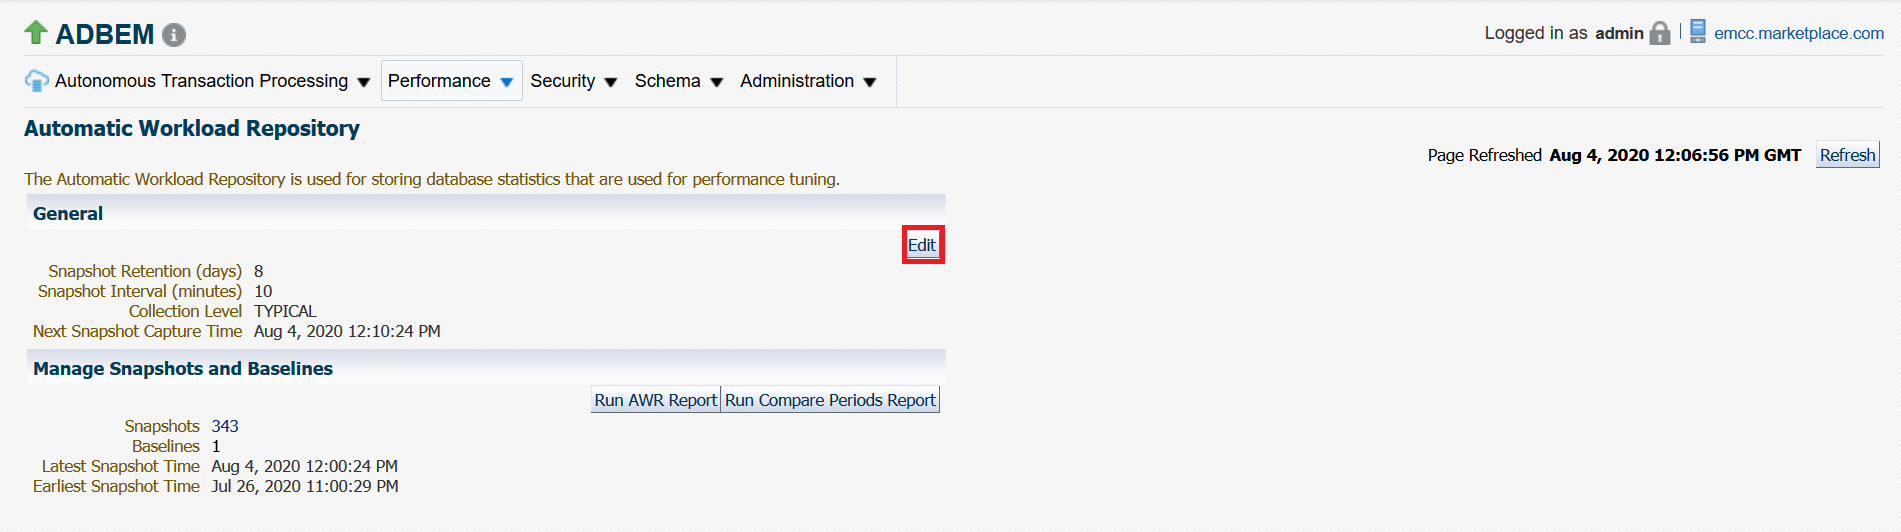 ADBEM
Logged in as admin emcc.marketplace.com
Autonomous Transaction Processing Performance Security Schema Administration
Automatic Workload Repository
Page Refreshed Aug 4, 2020 12:06:56 PM GMT Refresh
The Automatic Workload Repository is used for storing database statistics that are used for performance tuning.
General
Edit
Snapshot Retention (days) 8
Snapshot Interval (minutes) 10
Collection Level TYPICAL
Next Snapshot Capture Time Aug 4, 2020 12:10:24 PM
Manage Snapshots and Baselines
Run AWR Report Run Compare Periods Report
Snapshots 343
Baselines 1
Latest Snapshot Time Aug 4, 2020 12:00:24 PM
Earliest Snapshot Time Jul 26, 2020 11:00:29 PM